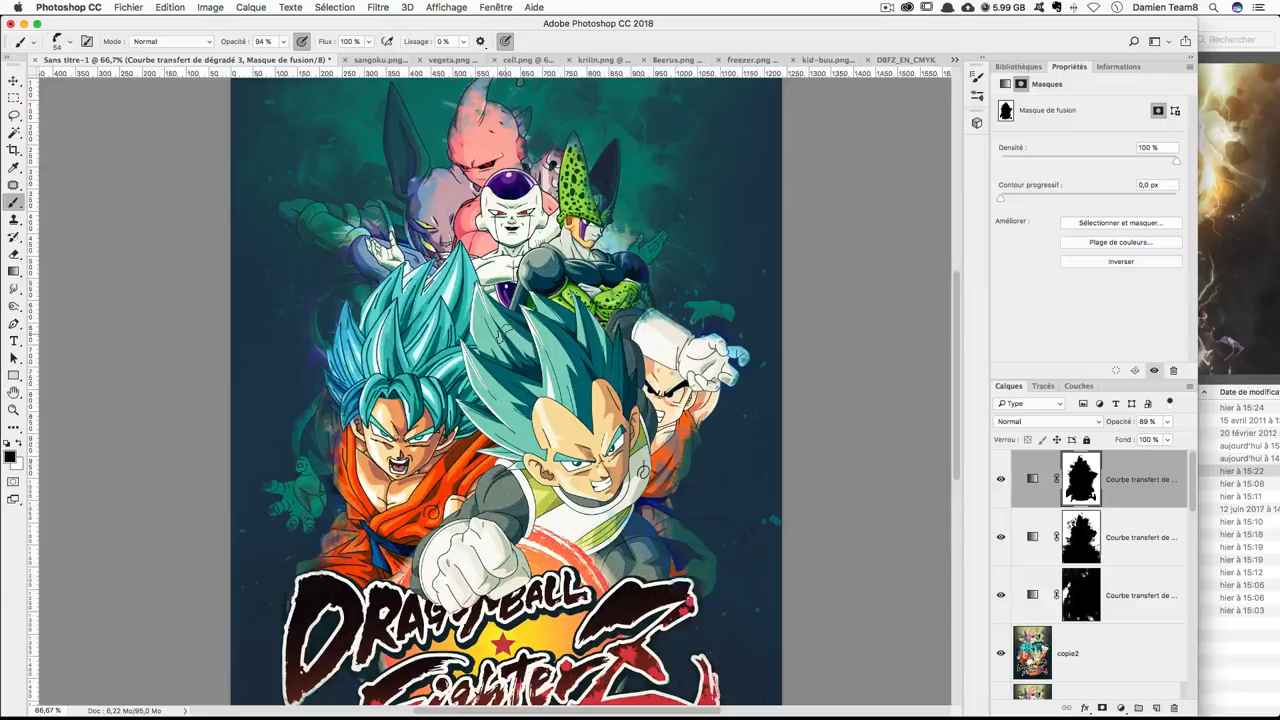 Photoshop CC Fichier Edition Image Calque Texte Sélection Filtre 3D Affichage Fenêtre Aide 5.99 GB Damien Team8
Adobe Photoshop CC 2018
54 Mode : Normal Opacité : 94 % Flux : 100 % Lissage : 0 %
Rechercher
Sans titre-1 @ 66,7% (Courbe transfert de dégradé 3, Masque de fusion/8) * sangoku.png... vegeta.png ... cell.png @ 6... krilin.png @ ... Beerus.png ... freezer.png ... kid-buu.png... DBFZ_EN_CMYK
Bibliothèques Propriétés Informations
Masques
Masque de fusion
Densité : 100 %
Contour progressif : 0,0 px
Améliorer : Sélectionner et masquer...
Plage de couleurs...
Inverser
Calques Tracés Couches
Type
Normal Opacité : 89 %
Verrou : Fond : 100 %
Courbe transfert de ...
Courbe transfert de ...
Courbe transfert de ...
copie2
Date de modifica
hier à 15:24
15 avril 2011 à 13
20 février 2012
aujourd'hui à 15
aujourd'hui à 14
hier à 15:22
hier à 15:08
hier à 15:11
12 juin 2017 à 14
hier à 15:10
hier à 15:18
hier à 15:19
hier à 15:19
hier à 15:12
hier à 15:06
hier à 15:06
hier à 15:03
DRAGON BALL
FighterZ
66,67 % Doc : 6,22 Mo/95,0 Mo